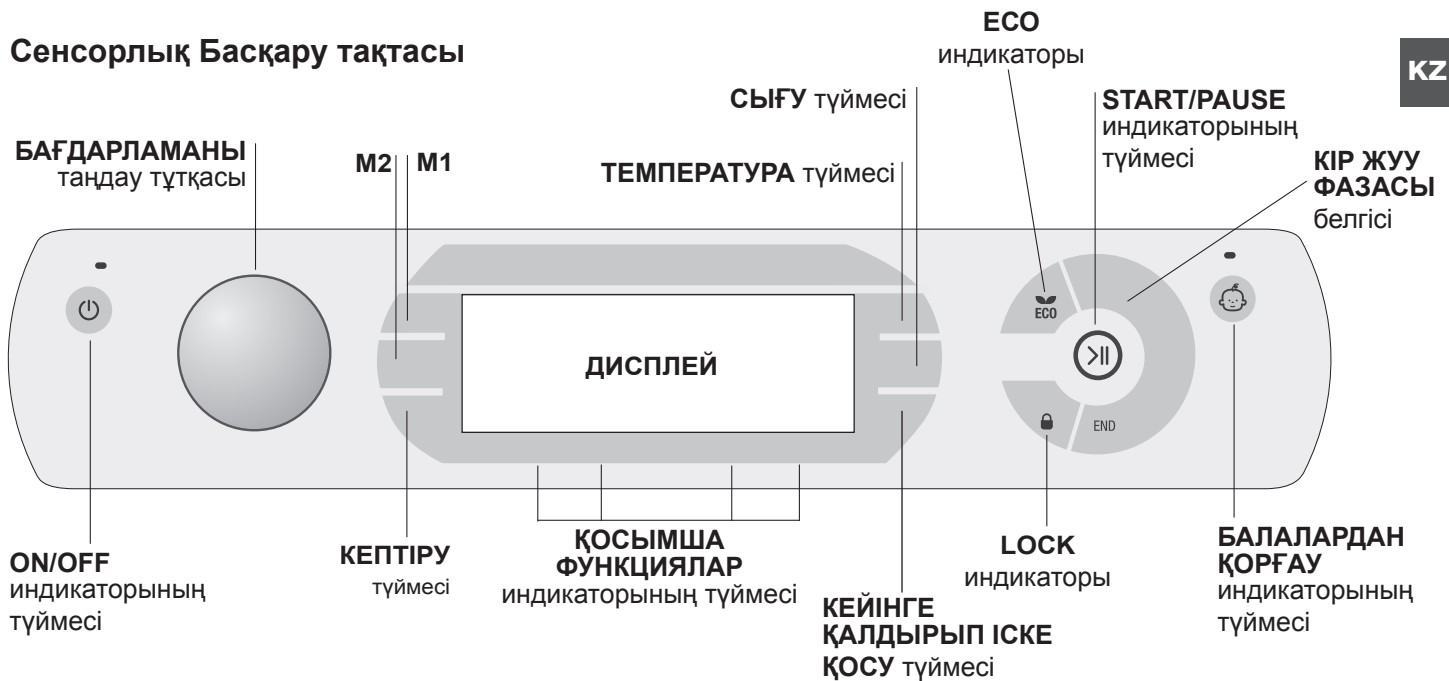 Сенсорлық Басқару тақтасы
KZ
ECO
индикаторы
СЫҒУ түймесі
START/PAUSE
индикаторының
түймесі
БАҒДАРЛАМАНЫ
таңдау тұтқасы
M2
M1
ТЕМПЕРАТУРА түймесі
КІР ЖУУ
ФАЗАСЫ
белгісі
ECO
ДИСПЛЕЙ
END
ON/OFF
индикаторының
түймесі
КЕПТІРУ
түймесі
ҚОСЫМША
ФУНКЦИЯЛАР
индикаторының түймесі
КЕЙІНГЕ
ҚАЛДЫРЫП ІСКЕ
ҚОСУ түймесі
LOCK
индикаторы
БАЛАЛАРДАН
ҚОРҒАУ
индикаторының
түймесі